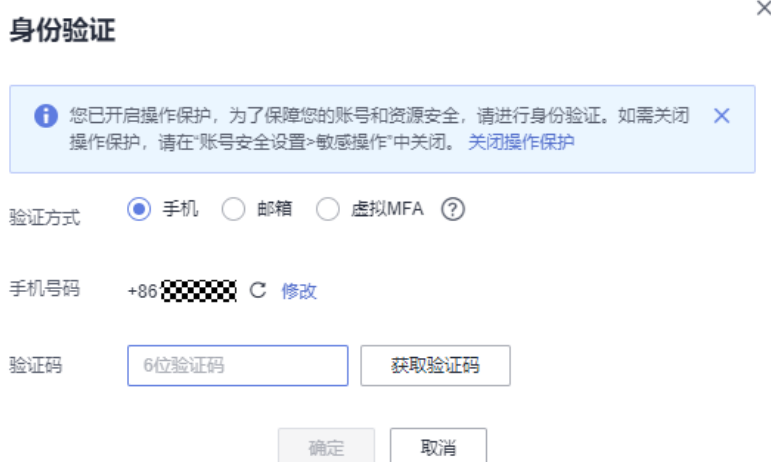 身份验证
您已开启操作保护，为了保障您的账号和资源安全，请进行身份验证。如需关闭
操作保护，请在“账号安全设置>敏感操作”中关闭。 关闭操作保护
验证方式 手机 邮箱 虚拟MFA ?
手机号码 +86 修改
验证码 6位验证码 获取验证码
确定 取消